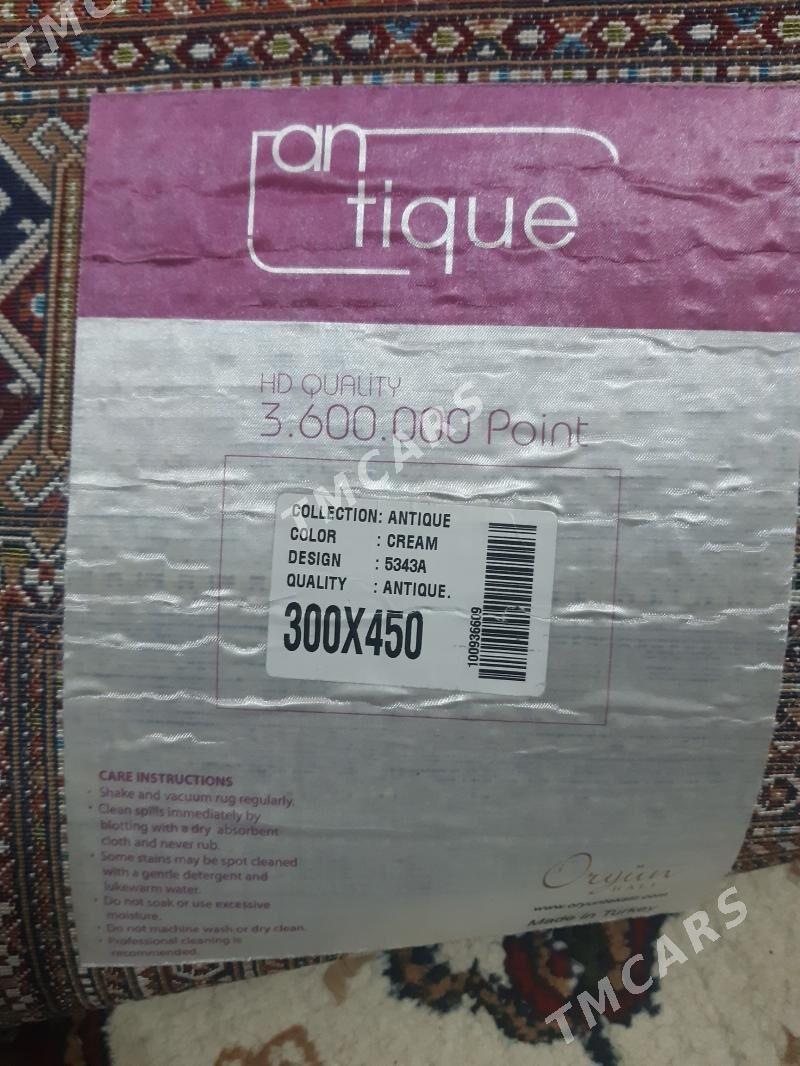 TMCARS
an
tique
HD QUALITY
3.600.000 Point
TMCARS
COLLECTION: ANTIQUE
COLOR : CREAM
DESIGN : 5343A
QUALITY : ANTIQUE.
300X450
100936609
CARE INSTRUCTIONS
• Shake and vacuum rug regularly.
• Clean spills immediately by
blotting with a dry absorbent
cloth and never rub.
• Some stains may be spot cleaned
with a gentle detergent and
lukewarm water.
• Do not soak or use excessive
moisture.
• Do not machine wash or dry clean.
• Professional cleaning is
recommended.
Oryün
HALI
Made in Turkey
TMCARS